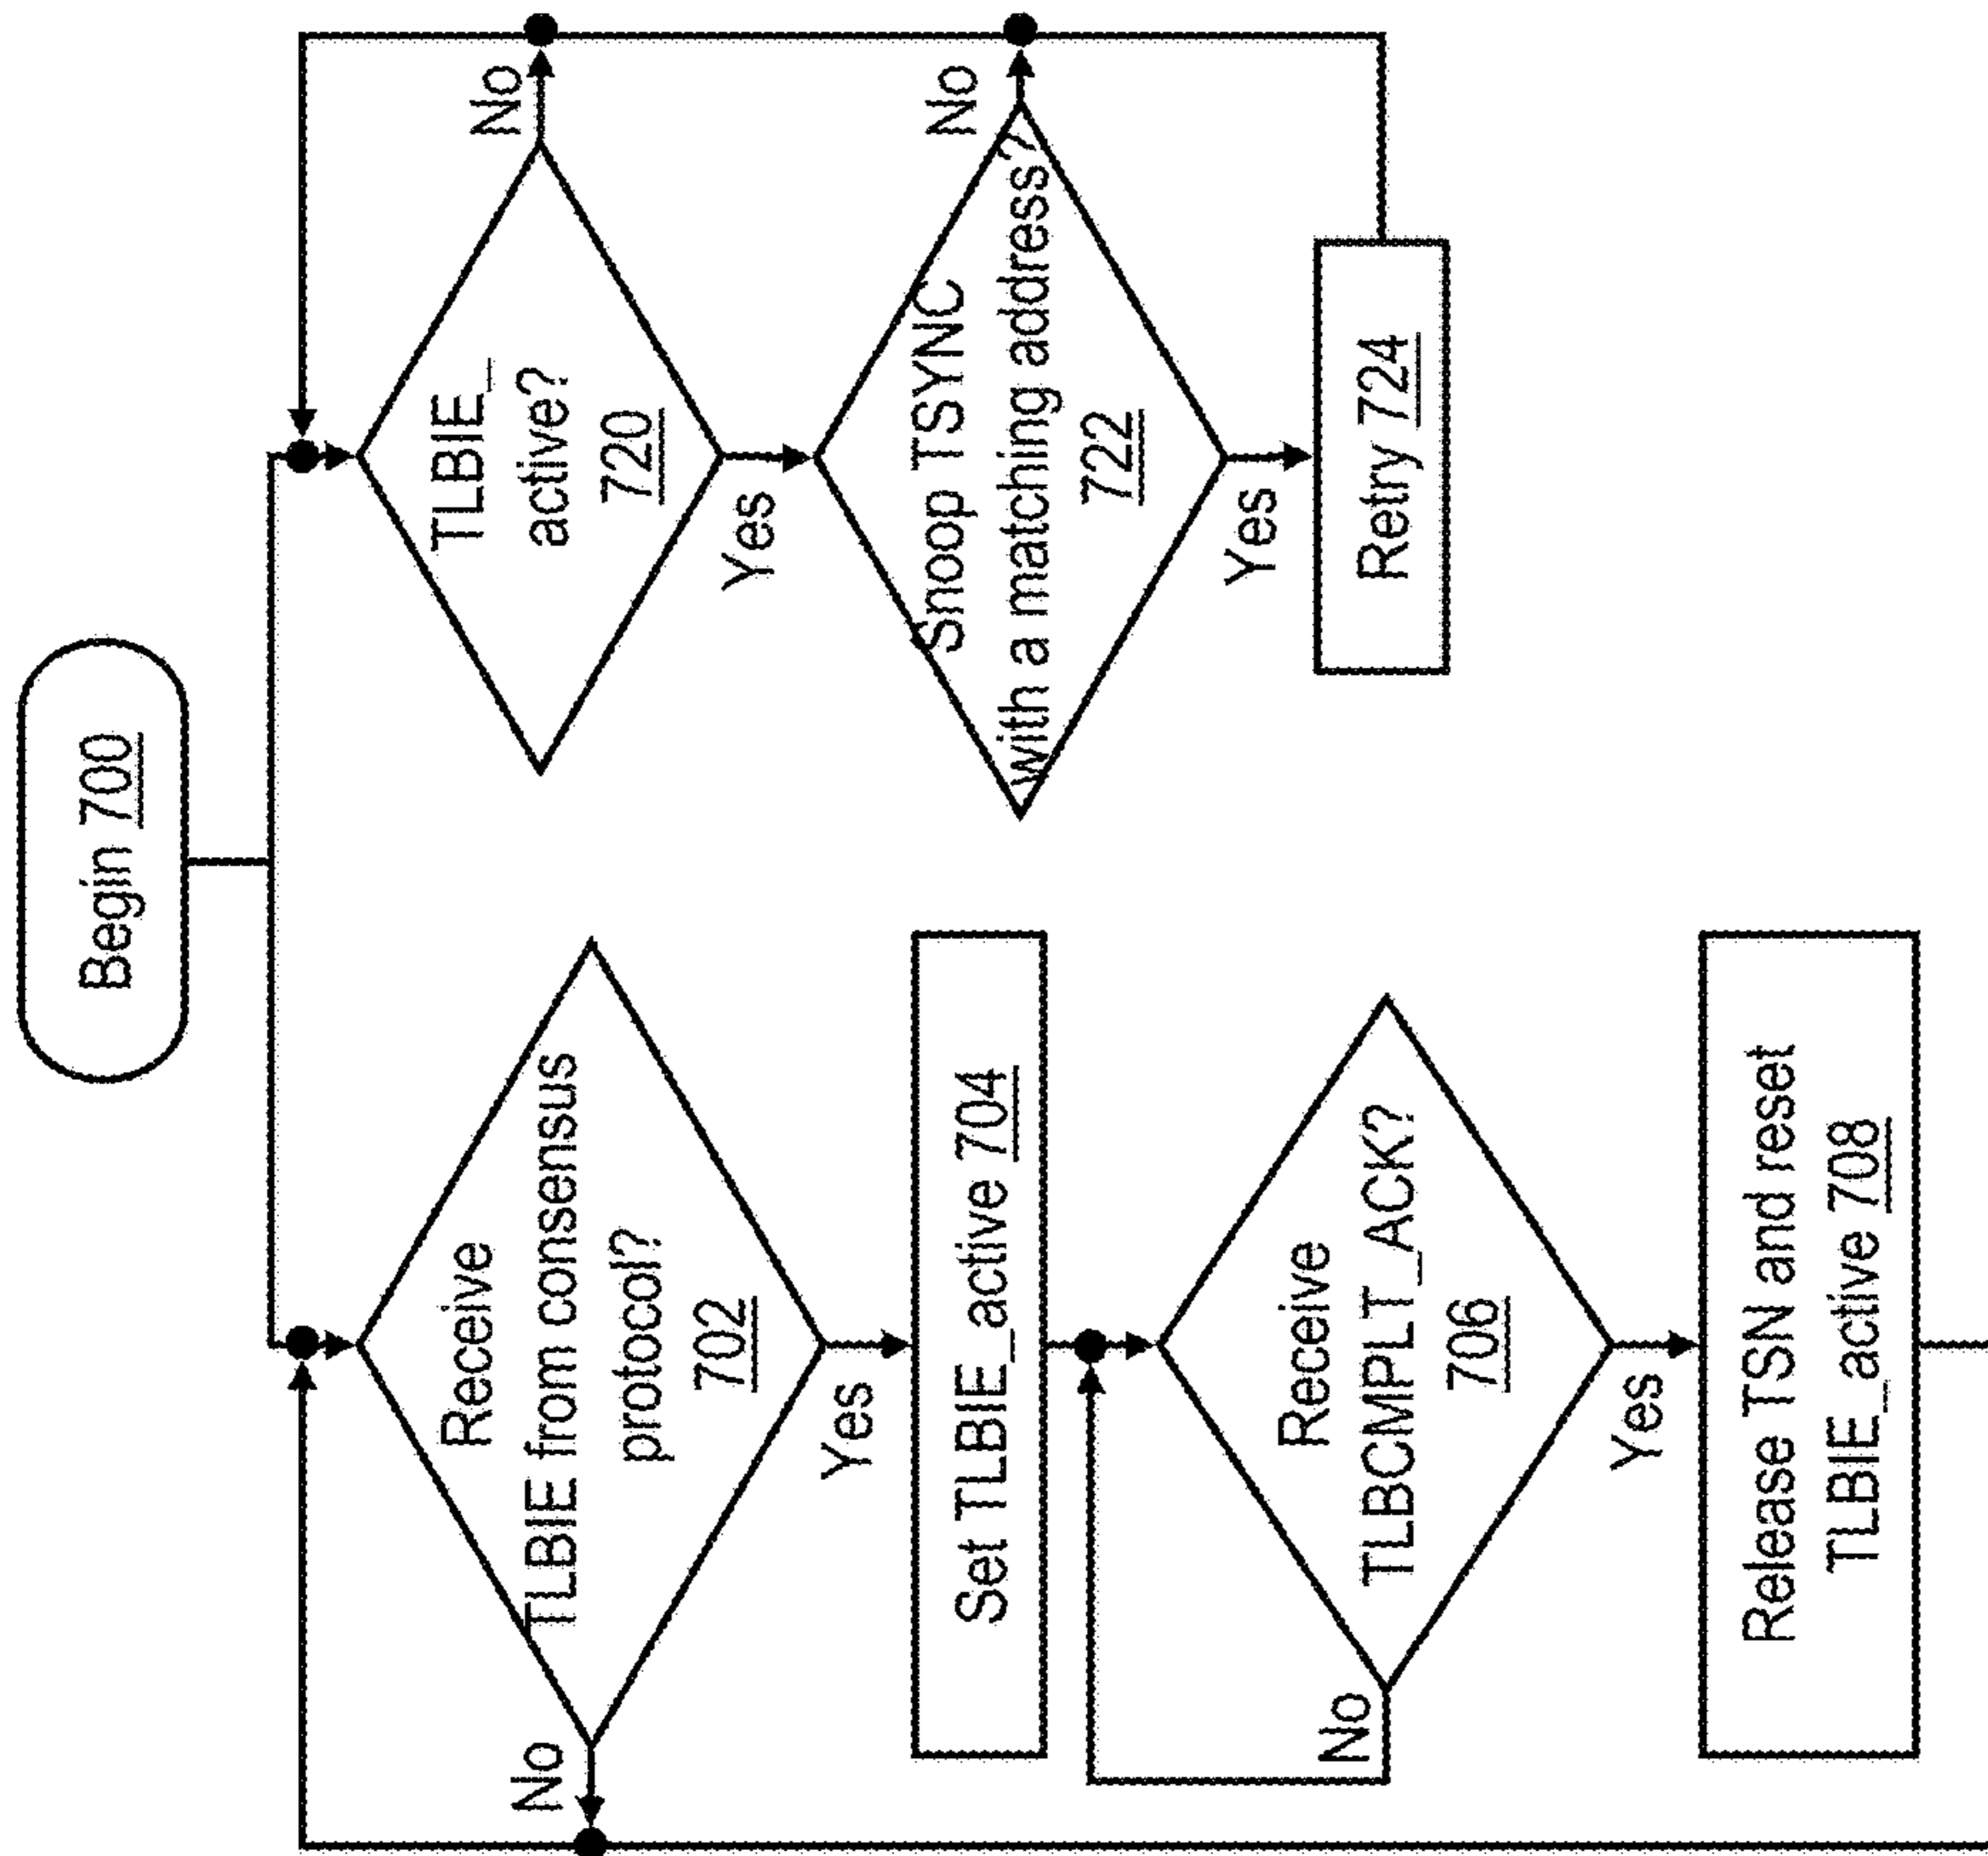 Begin 700
Receive
TLBIE from consensus
protocol?
702
No
Yes
Set TLBIE_active 704
Receive
TLBCMPLT_ACK?
706
No
Yes
Release TSN and reset
TLBIE_active 708
TLBIE_
active?
720
No
Yes
Snoop TSYNC
with a matching address?
722
No
Yes
Retry 724